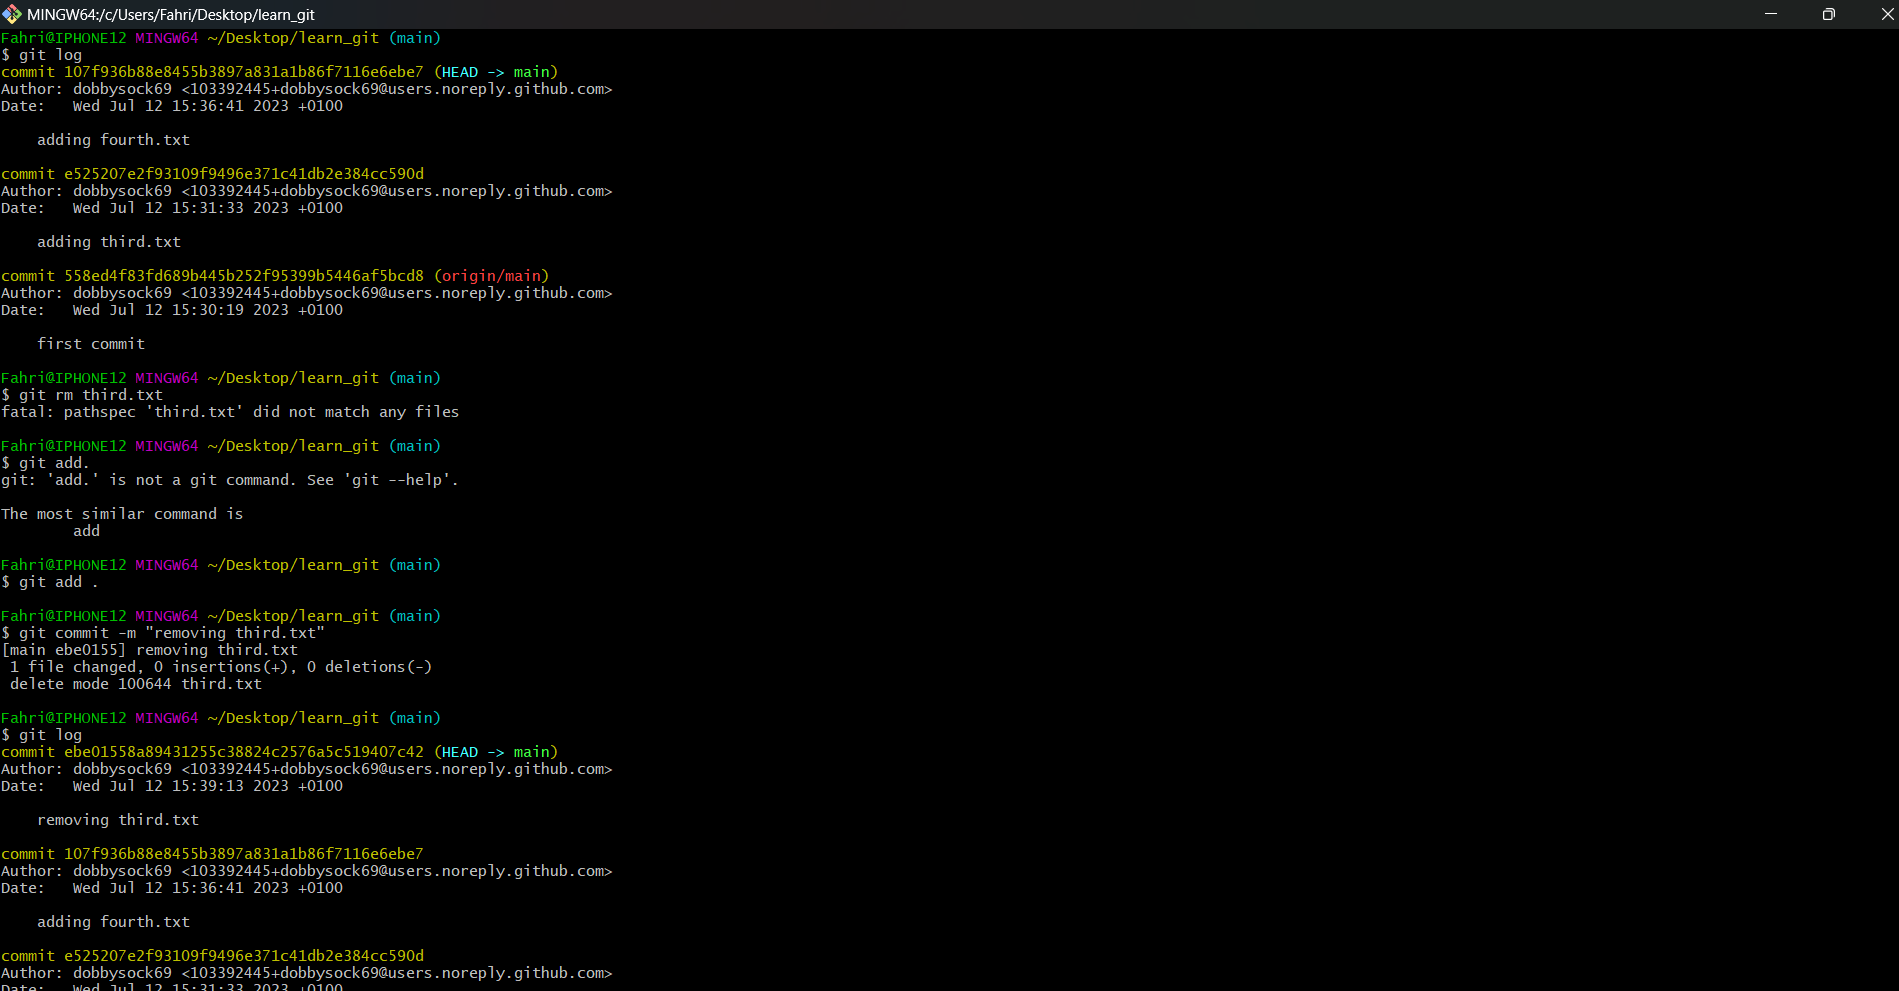 MINGW64:/c/Users/Fahri/Desktop/learn_git
Fahri@IPHONE12 MINGW64 ~/Desktop/learn_git (main)
$ git log
commit 107f936b88e8455b3897a831a1b86f7116e6ebe7 (HEAD -> main)
Author: dobbysock69 <103392445+dobbysock69@users.noreply.github.com>
Date:   Wed Jul 12 15:36:41 2023 +0100
    adding fourth.txt
commit e525207e2f93109f9496e371c41db2e384cc590d
Author: dobbysock69 <103392445+dobbysock69@users.noreply.github.com>
Date:   Wed Jul 12 15:31:33 2023 +0100
    adding third.txt
commit 558ed4f83fd689b445b252f95399b5446af5bcd8 (origin/main)
Author: dobbysock69 <103392445+dobbysock69@users.noreply.github.com>
Date:   Wed Jul 12 15:30:19 2023 +0100
    first commit
Fahri@IPHONE12 MINGW64 ~/Desktop/learn_git (main)
$ git rm third.txt
fatal: pathspec 'third.txt' did not match any files
Fahri@IPHONE12 MINGW64 ~/Desktop/learn_git (main)
$ git add.
git: 'add.' is not a git command. See 'git --help'.
The most similar command is
        add
Fahri@IPHONE12 MINGW64 ~/Desktop/learn_git (main)
$ git add .
Fahri@IPHONE12 MINGW64 ~/Desktop/learn_git (main)
$ git commit -m "removing third.txt"
[main ebe0155] removing third.txt
 1 file changed, 0 insertions(+), 0 deletions(-)
 delete mode 100644 third.txt
Fahri@IPHONE12 MINGW64 ~/Desktop/learn_git (main)
$ git log
commit ebe01558a89431255c38824c2576a5c519407c42 (HEAD -> main)
Author: dobbysock69 <103392445+dobbysock69@users.noreply.github.com>
Date:   Wed Jul 12 15:39:13 2023 +0100
    removing third.txt
commit 107f936b88e8455b3897a831a1b86f7116e6ebe7
Author: dobbysock69 <103392445+dobbysock69@users.noreply.github.com>
Date:   Wed Jul 12 15:36:41 2023 +0100
    adding fourth.txt
commit e525207e2f93109f9496e371c41db2e384cc590d
Author: dobbysock69 <103392445+dobbysock69@users.noreply.github.com>
Date:   Wed Jul 12 15:31:33 2023 +0100